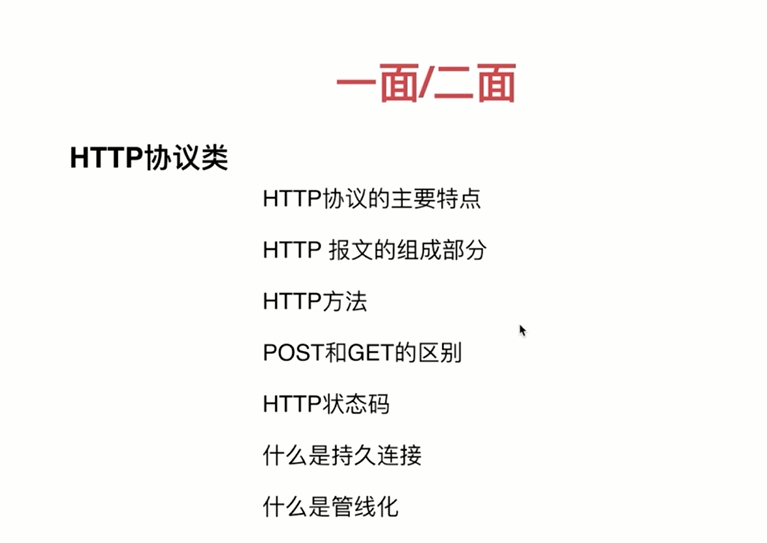 一面/二面
HTTP协议类
HTTP协议的主要特点
HTTP 报文的组成部分
HTTP方法
POST和GET的区别
HTTP状态码
什么是持久连接
什么是管线化